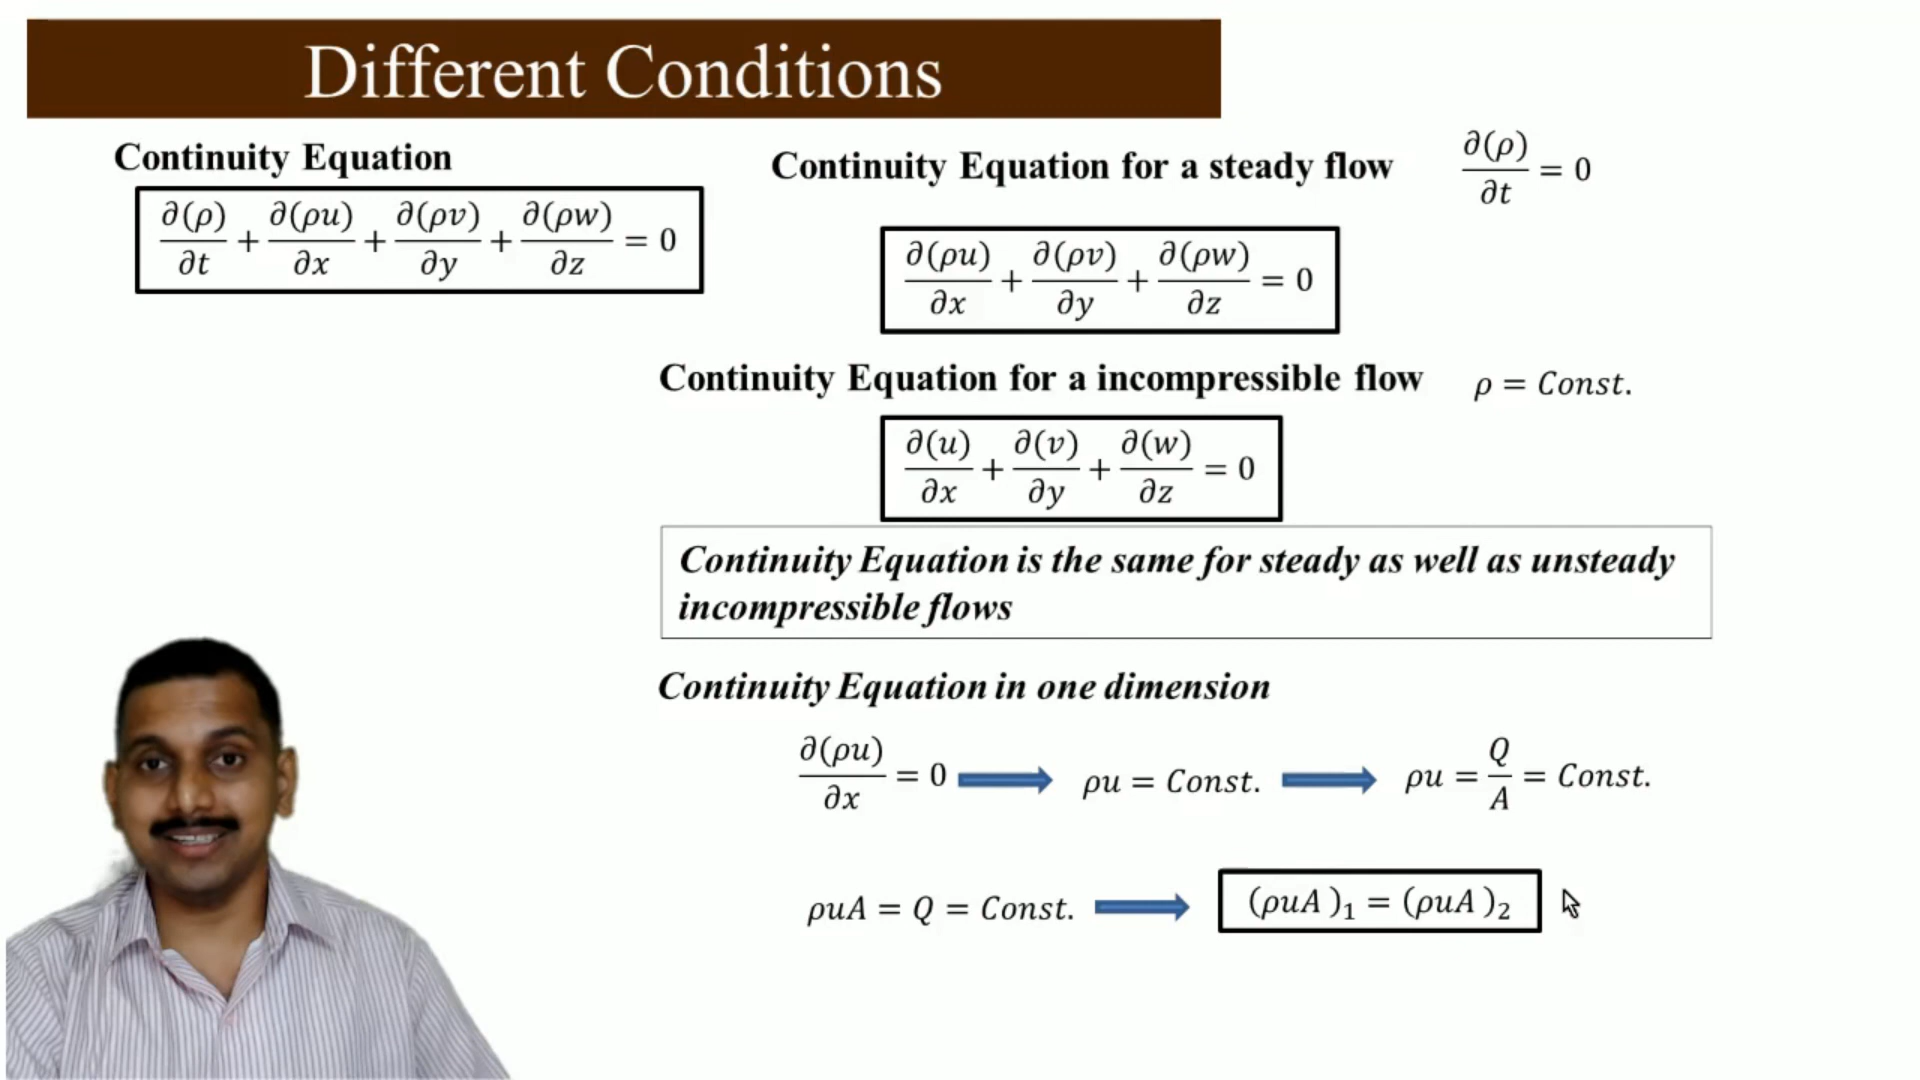 Different Conditions
Continuity Equation
∂(ρ)/∂t + ∂(ρu)/∂x + ∂(ρv)/∂y + ∂(ρw)/∂z = 0
Continuity Equation for a steady flow ∂(ρ)/∂t = 0
∂(ρu)/∂x + ∂(ρv)/∂y + ∂(ρw)/∂z = 0
Continuity Equation for a incompressible flow ρ = Const.
∂(u)/∂x + ∂(v)/∂y + ∂(w)/∂z = 0
Continuity Equation is the same for steady as well as unsteady
incompressible flows
Continuity Equation in one dimension
∂(ρu)/∂x = 0 ρu = Const. ρu = Q/A = Const.
ρuA = Q = Const. (ρuA)₁ = (ρuA)₂